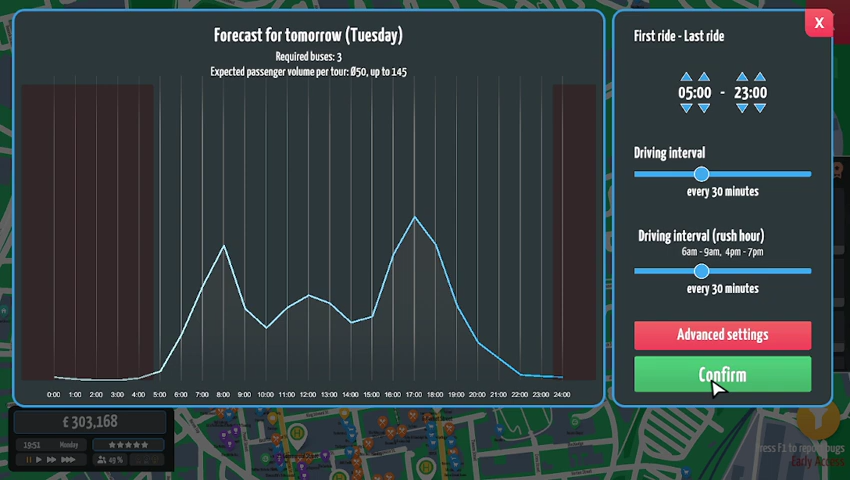 Forecast for tomorrow (Tuesday)
Required buses: 3
Expected passenger volume per tour: Ø50, up to 145
0:00 1:00 2:00 3:00 4:00 5:00 6:00 7:00 8:00 9:00 10:00 11:00 12:00 13:00 14:00 15:00 16:00 17:00 18:00 19:00 20:00 21:00 22:00 23:00 24:00
X
First ride - Last ride
05:00 - 23:00
Driving interval
every 30 minutes
Driving interval (rush hour)
6am - 9am, 4pm - 7pm
every 30 minutes
Advanced settings
Confirm
£ 303,168
19:51 Monday
49 %
ress F1 to report bugs
Early Access